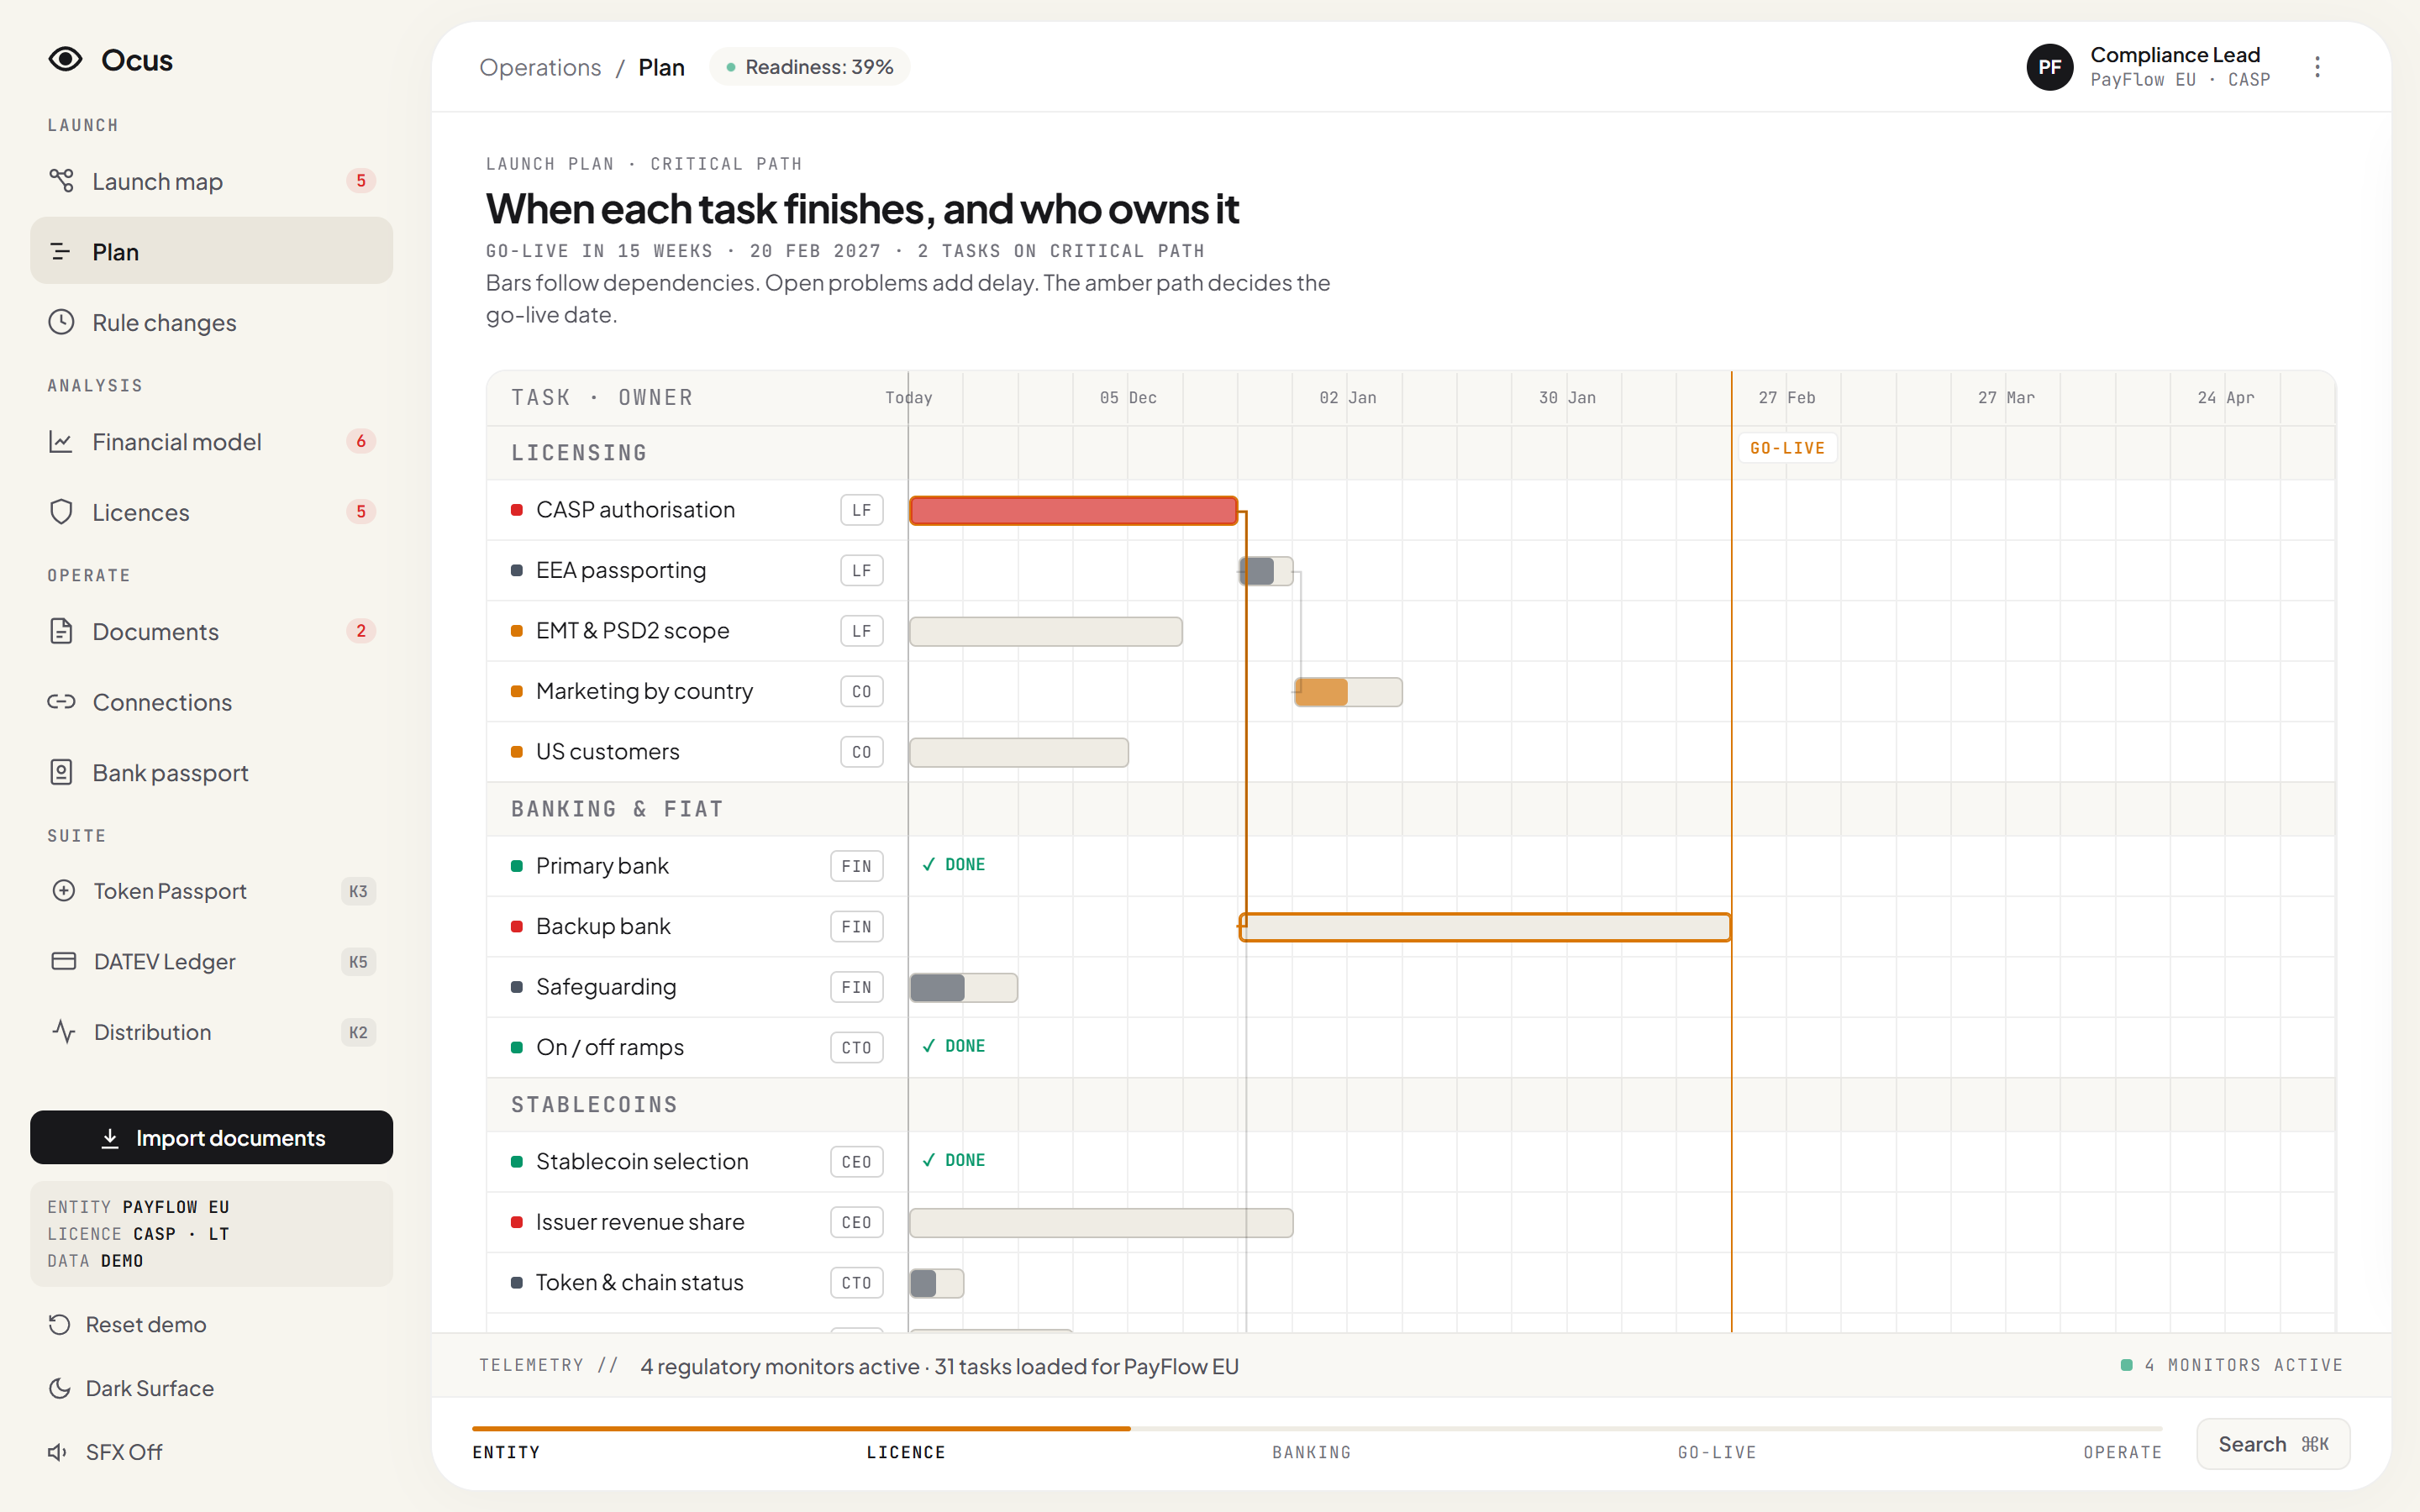 Ocus
LAUNCH
Launch map 5
Plan
Rule changes
ANALYSIS
Financial model 6
Licences 5
OPERATE
Documents 2
Connections
Bank passport
SUITE
Token Passport K3
DATEV Ledger K5
Distribution K2
Import documents
ENTITY PAYFLOW EU
LICENCE CASP · LT
DATA DEMO
Reset demo
Dark Surface
SFX Off
Operations / Plan Readiness: 39%
PF Compliance Lead
PayFlow EU · CASP
LAUNCH PLAN · CRITICAL PATH
When each task finishes, and who owns it
GO-LIVE IN 15 WEEKS · 20 FEB 2027 · 2 TASKS ON CRITICAL PATH
Bars follow dependencies. Open problems add delay. The amber path decides the
go-live date.
TASK · OWNER Today 05 Dec 02 Jan 30 Jan 27 Feb 27 Mar 24 Apr
LICENSING GO-LIVE
CASP authorisation LF
EEA passporting LF
EMT & PSD2 scope LF
Marketing by country CO
US customers CO
BANKING & FIAT
Primary bank FIN ✓ DONE
Backup bank FIN
Safeguarding FIN
On / off ramps CTO ✓ DONE
STABLECOINS
Stablecoin selection CEO ✓ DONE
Issuer revenue share CEO
Token & chain status CTO
TELEMETRY // 4 regulatory monitors active · 31 tasks loaded for PayFlow EU 4 MONITORS ACTIVE
ENTITY LICENCE BANKING GO-LIVE OPERATE
Search ⌘K